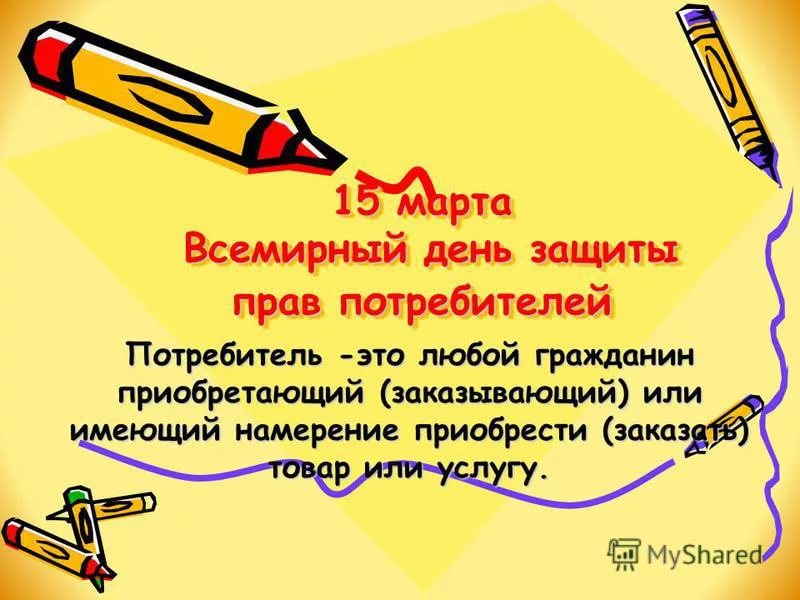 15 марта
Всемирный день защиты
прав потребителей
Потребитель -это любой гражданин
приобретающий (заказывающий) или
имеющий намерение приобрести (заказать)
товар или услугу.
MyShared